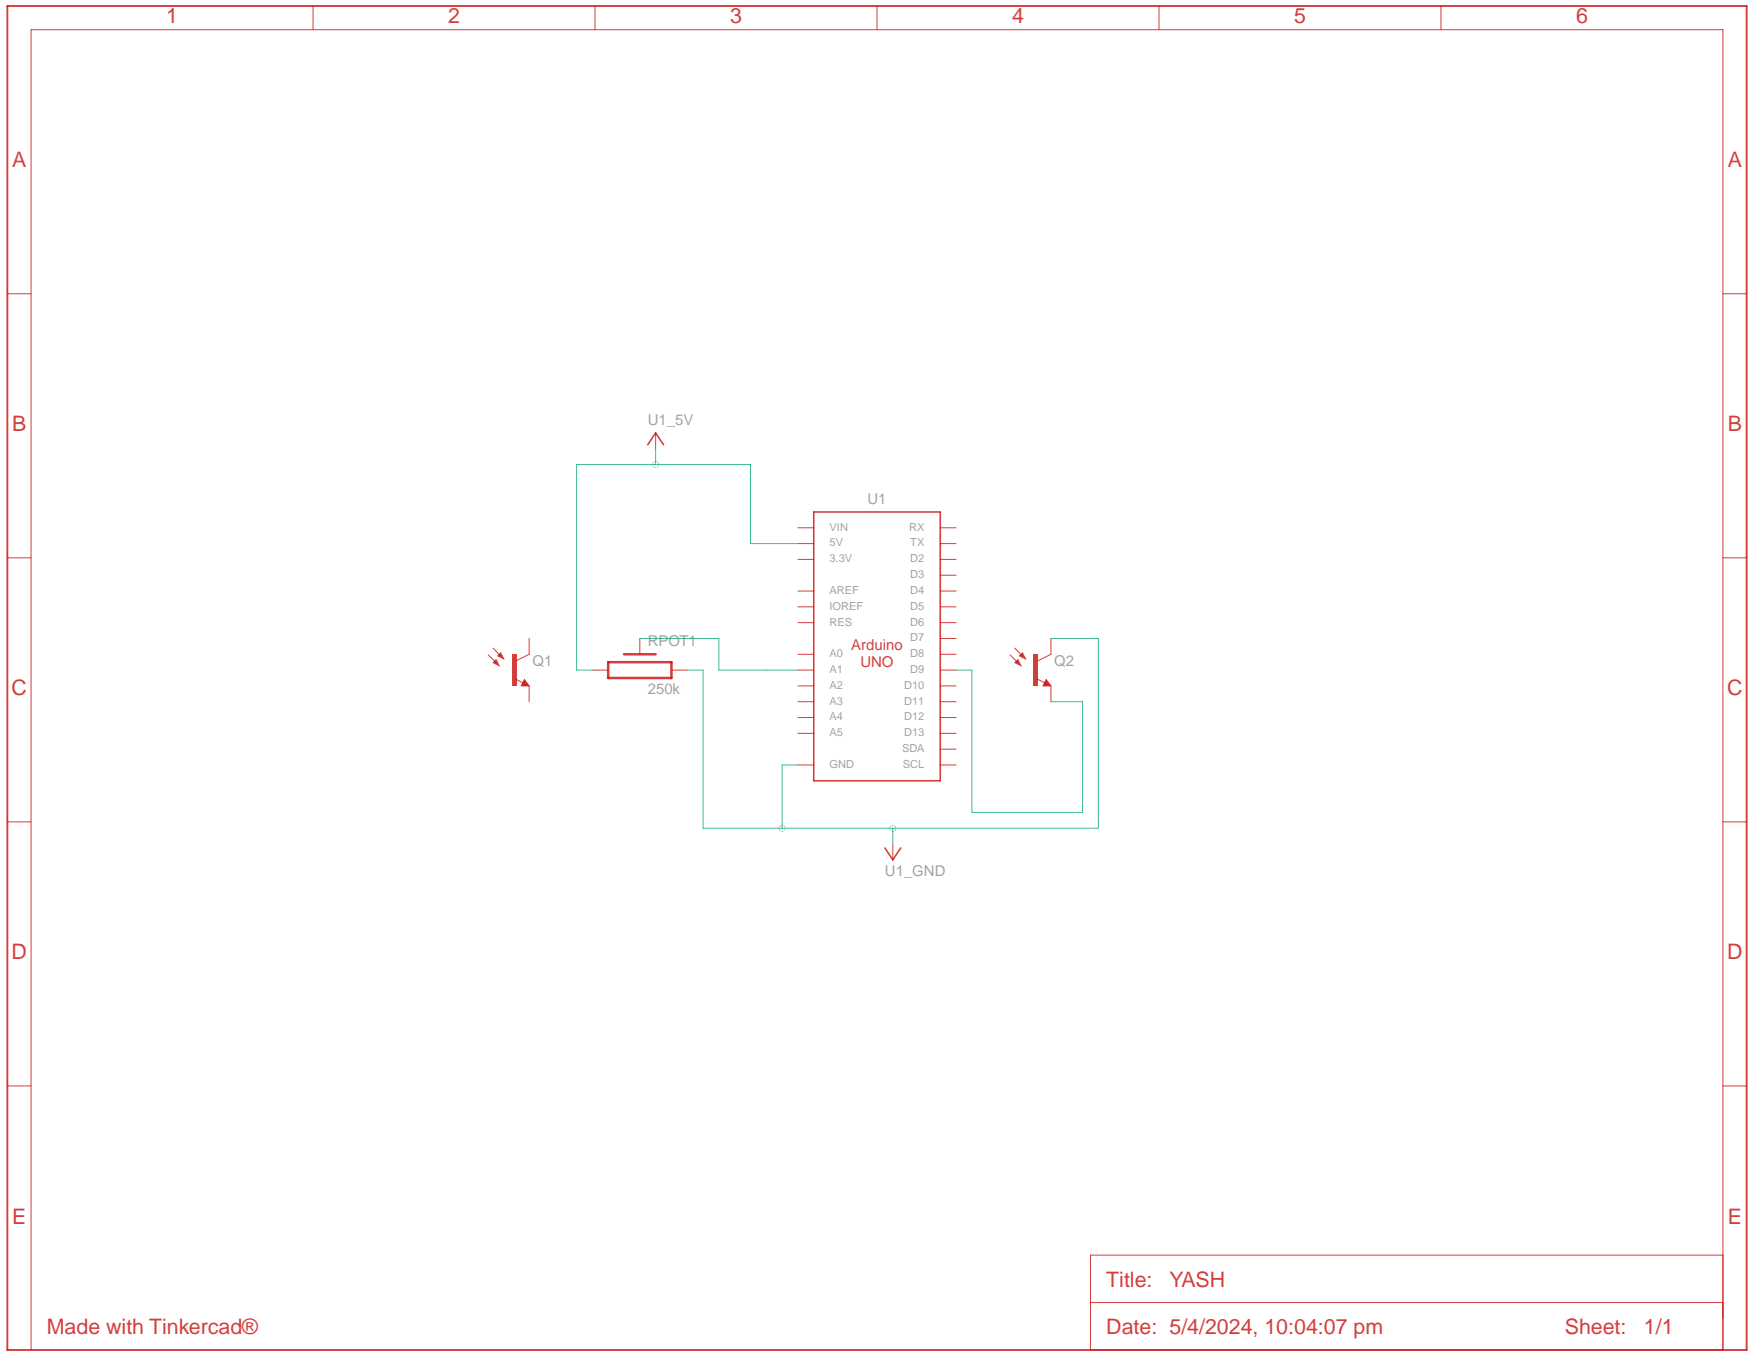 1 2 3 4 5 6
A A
B B
U1_5V
U1
VIN RX
5V TX
3.3V D2
D3
AREF D4
IOREF D5
RES D6
RPOT1 D7
A0 Arduino D8
Q1 A1 UNO D9 Q2
C 250k A2 D10 C
A3 D11
A4 D12
A5 D13
SDA
GND SCL
U1_GND
D D
E E
Title: YASH
Made with Tinkercad® Date: 5/4/2024, 10:04:07 pm Sheet: 1/1